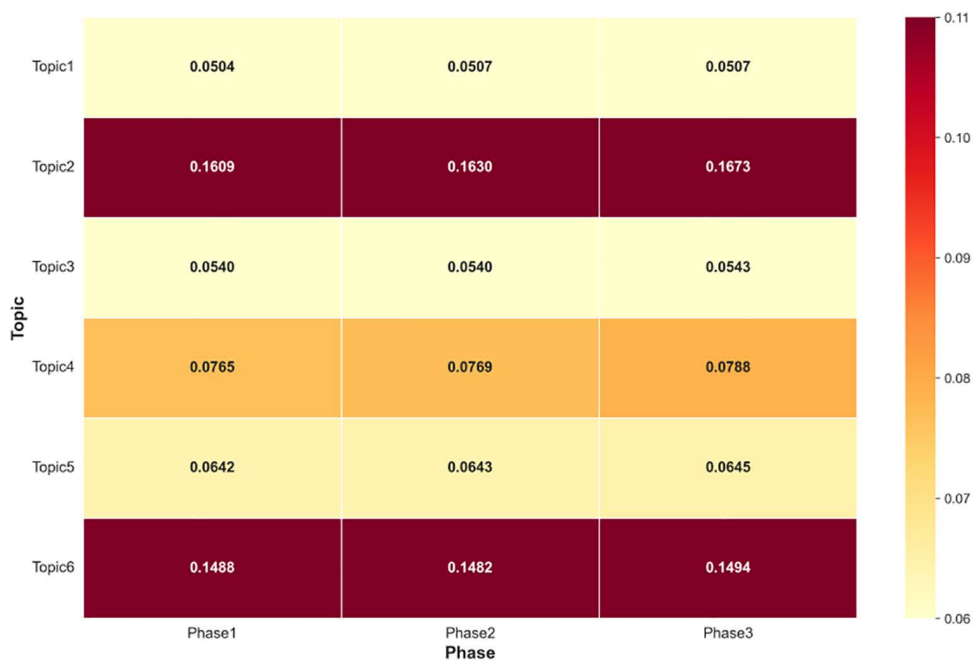 Topic1 0.0504 0.0507 0.0507
Topic2 0.1609 0.1630 0.1673
Topic3 0.0540 0.0540 0.0543
Topic4 0.0765 0.0769 0.0788
Topic5 0.0642 0.0643 0.0645
Topic6 0.1488 0.1482 0.1494
Phase1 Phase2 Phase3
Phase
Topic
0.11
0.10
0.09
0.08
0.07
0.06